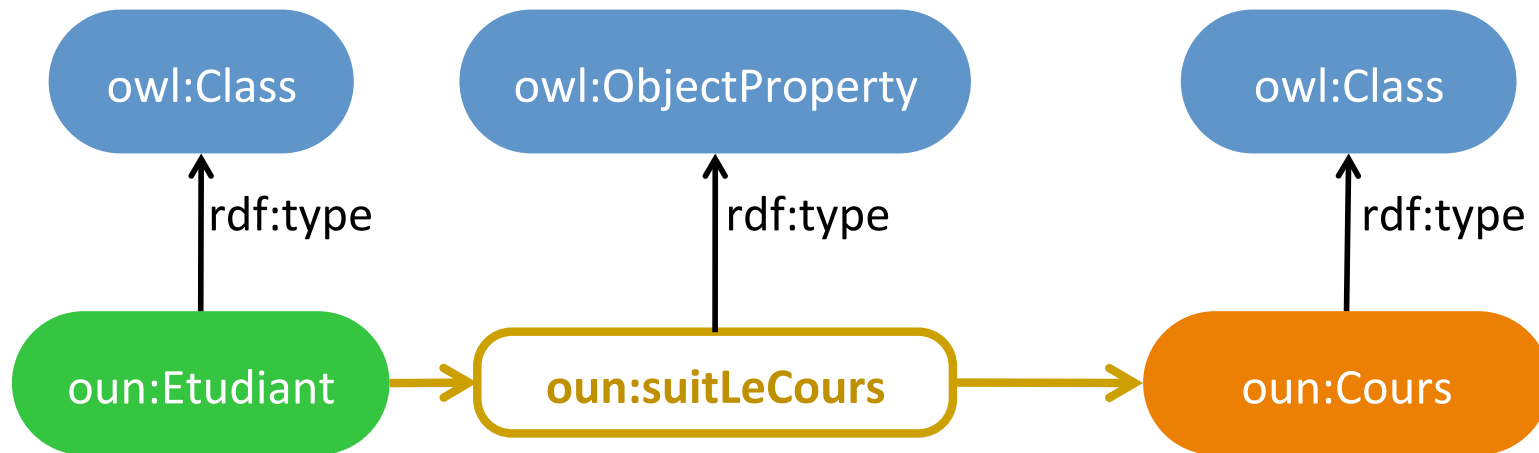 owl:Class
owl:ObjectProperty
owl:Class
rdf:type
rdf:type
rdf:type
oun:Etudiant
oun:suitLeCours
oun:Cours